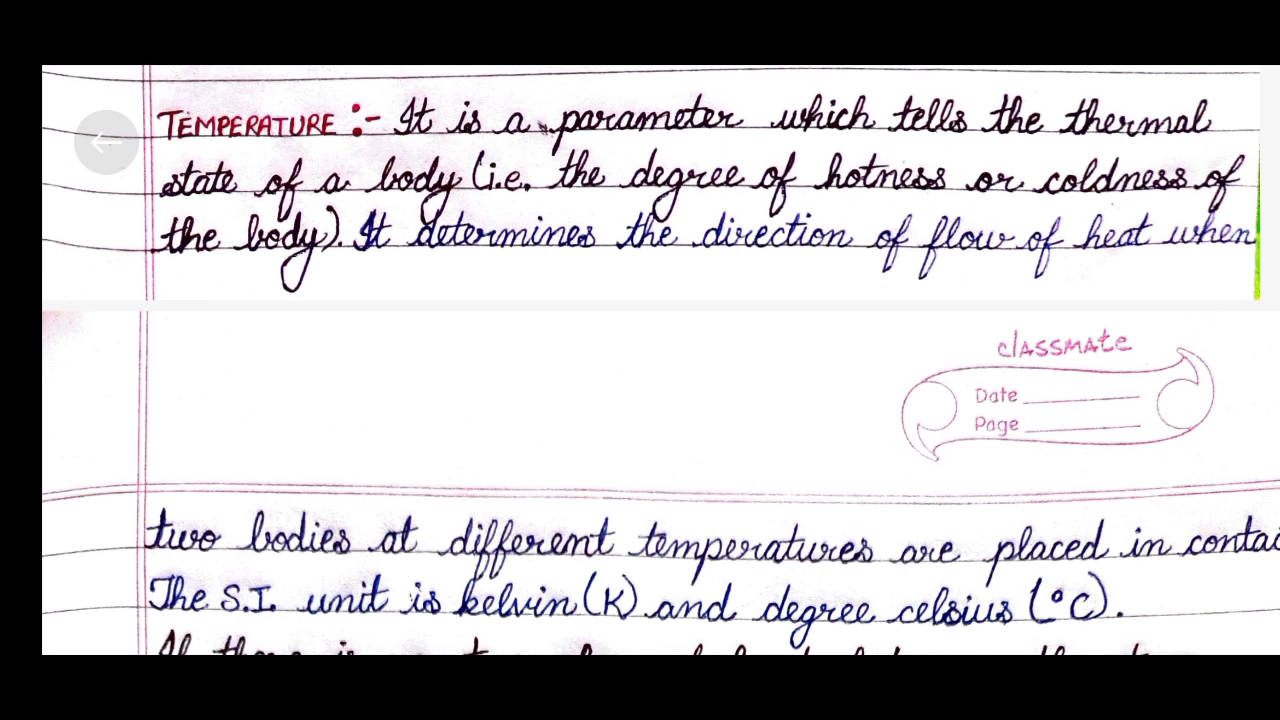 TEMPERATURE :- It is a parameter which tells the thermal
state of a body (i.e. the degree of hotness or coldness of
the body). It determines the direction of flow of heat when
classmate
Date
Page
two bodies at different temperatures are placed in contac
The S.I. unit is kelvin (K) and degree celsius (°C).